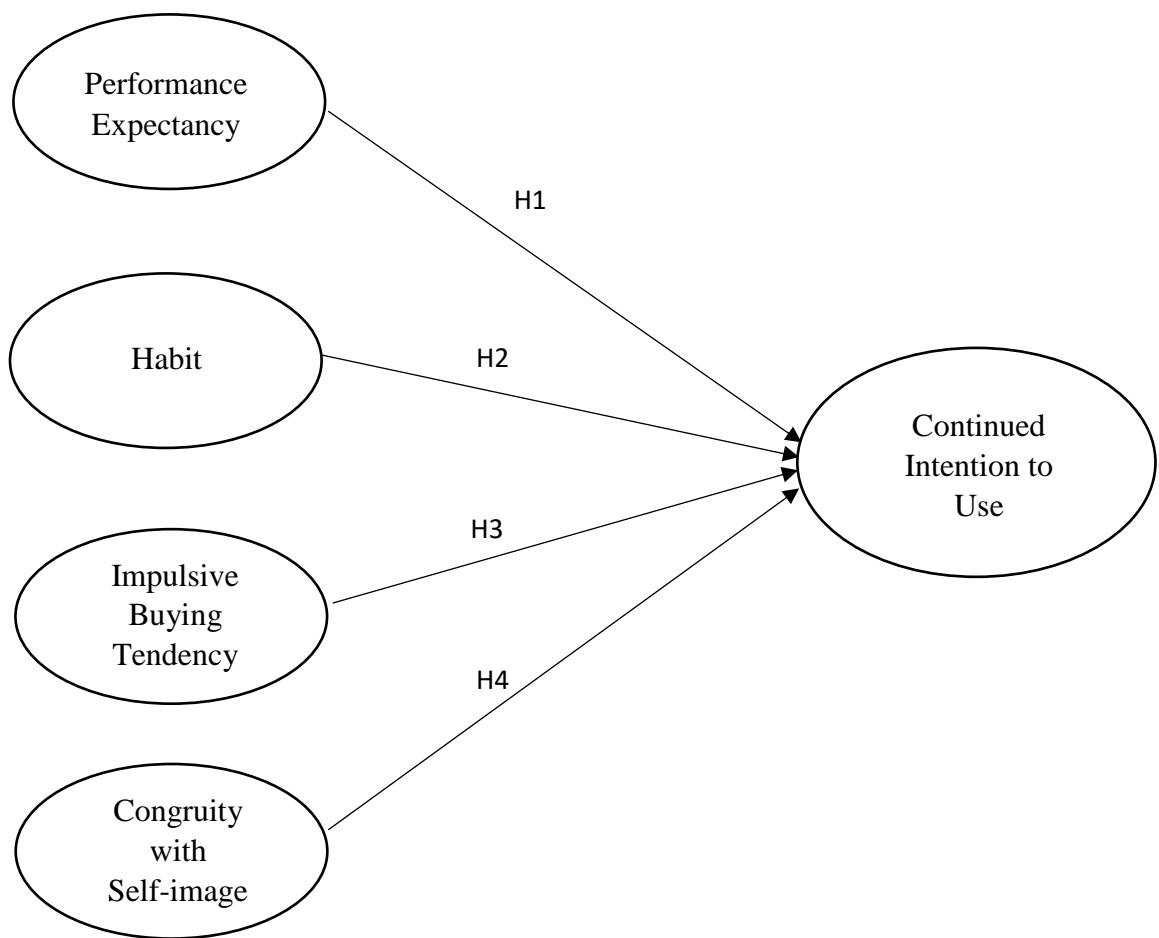 Performance
Expectancy
H1
Habit
H2
Continued
Intention to
Use
H3
Impulsive
Buying
Tendency
H4
Congruity
with
Self-image